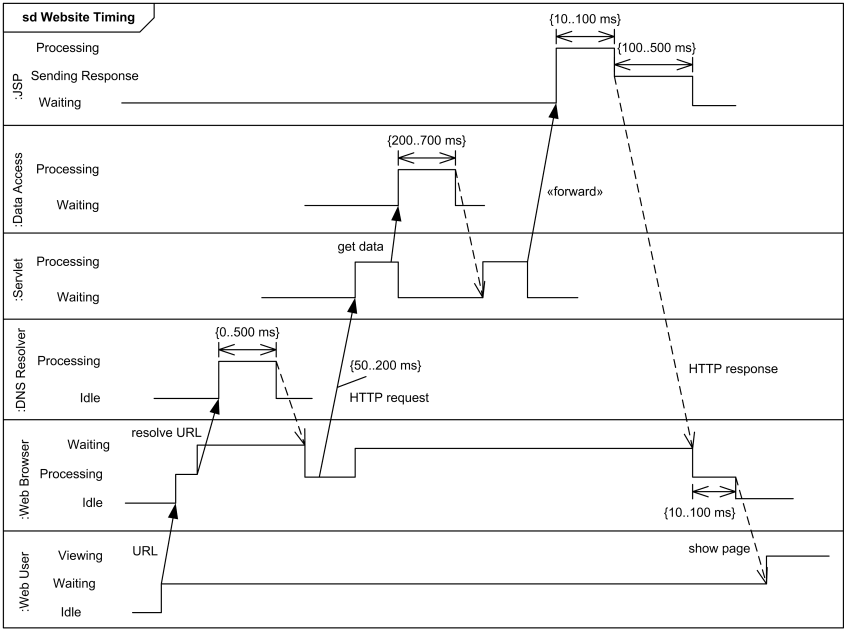 sd Website Timing
:JSP
Processing
Sending Response
Waiting
{10..100 ms}
{100..500 ms}
:Data Access
Processing
Waiting
{200..700 ms}
«forward»
:Servlet
Processing
Waiting
get data
:DNS Resolver
Processing
Idle
{0..500 ms}
{50..200 ms}
HTTP request
HTTP response
:Web Browser
Waiting
Processing
Idle
resolve URL
{10..100 ms}
:Web User
Viewing
Waiting
Idle
URL
show page